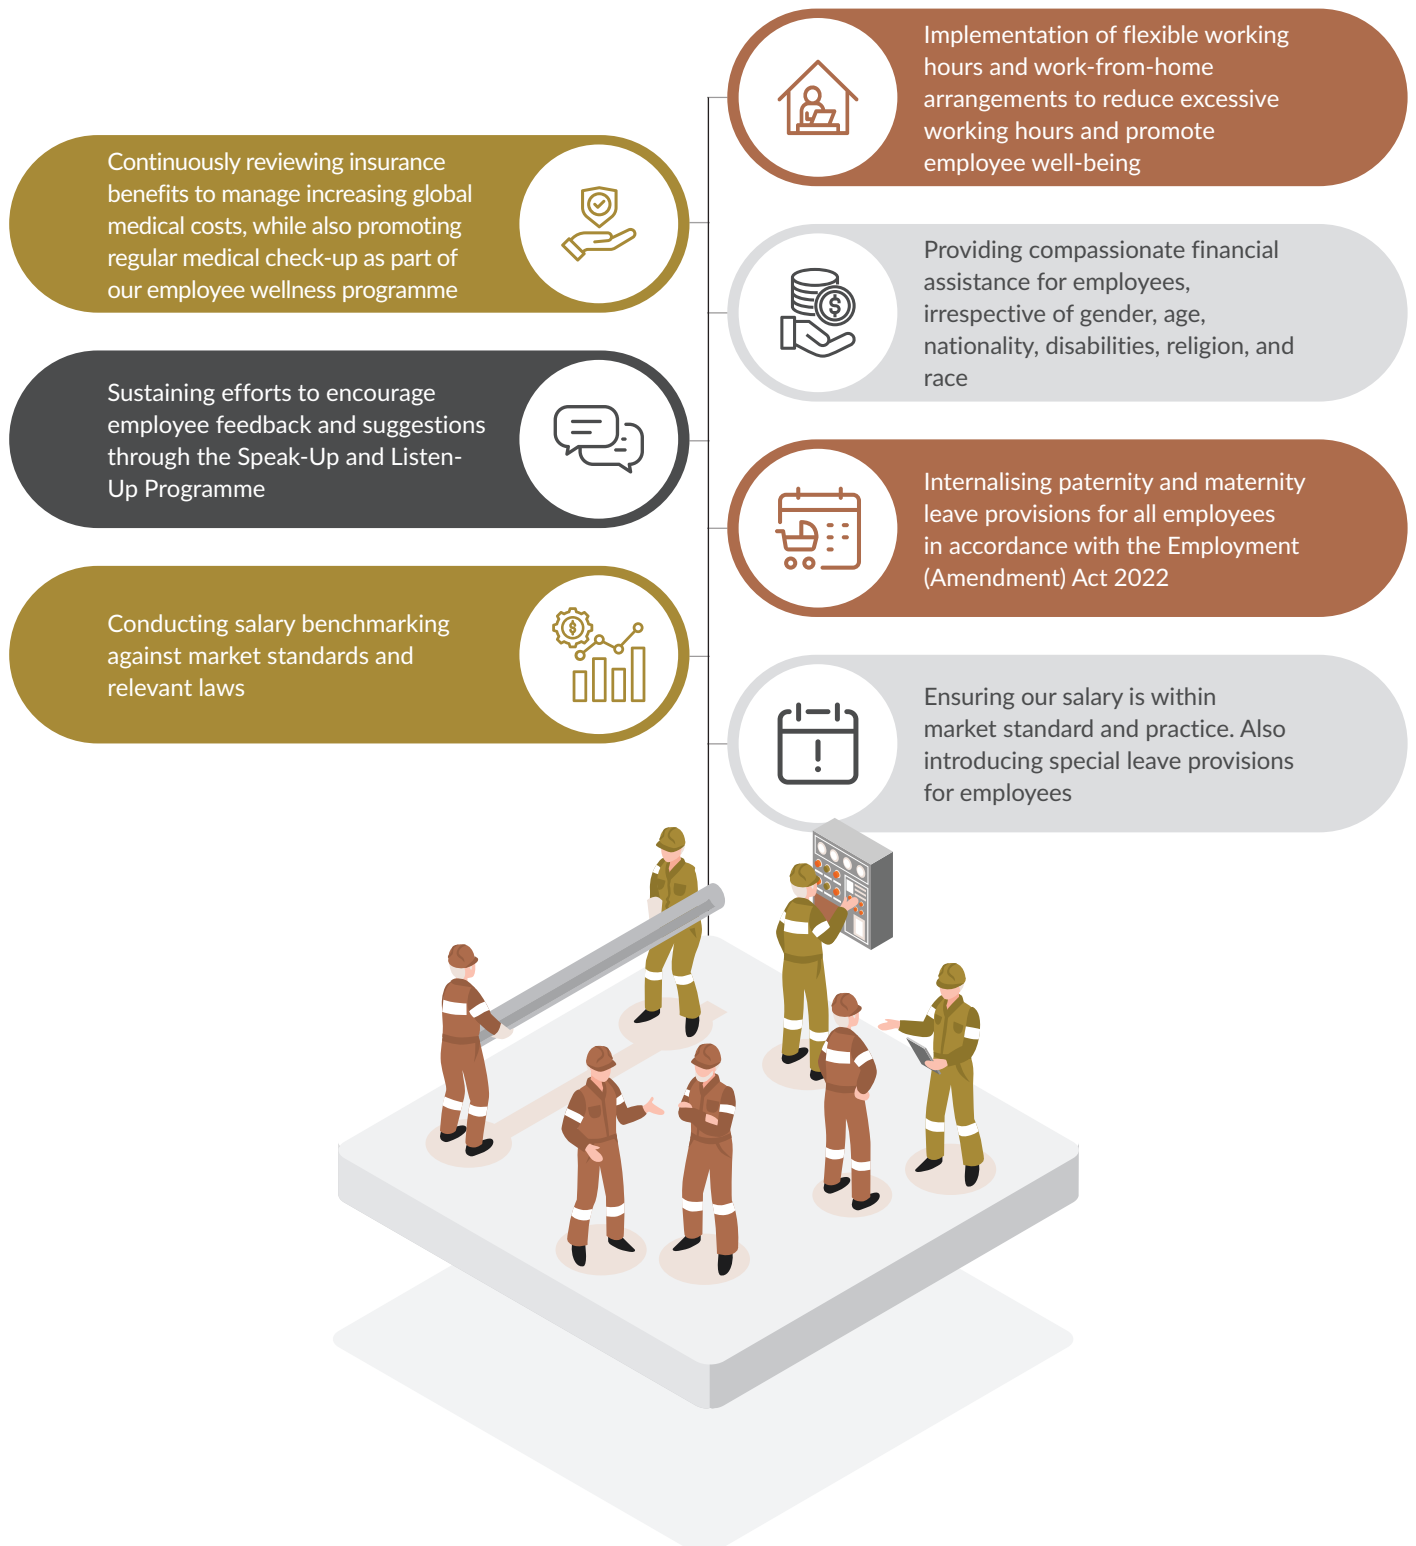 Implementation of flexible working
hours and work-from-home
arrangements to reduce excessive
working hours and promote
employee well-being
Continuously reviewing insurance
benefits to manage increasing global
medical costs, while also promoting
regular medical check-up as part of
our employee wellness programme
Providing compassionate financial
assistance for employees,
irrespective of gender, age,
nationality, disabilities, religion, and
race
Sustaining efforts to encourage
employee feedback and suggestions
through the Speak-Up and Listen-
Up Programme
Internalising paternity and maternity
leave provisions for all employees
in accordance with the Employment
(Amendment) Act 2022
Conducting salary benchmarking
against market standards and
relevant laws
Ensuring our salary is within
market standard and practice. Also
introducing special leave provisions
for employees